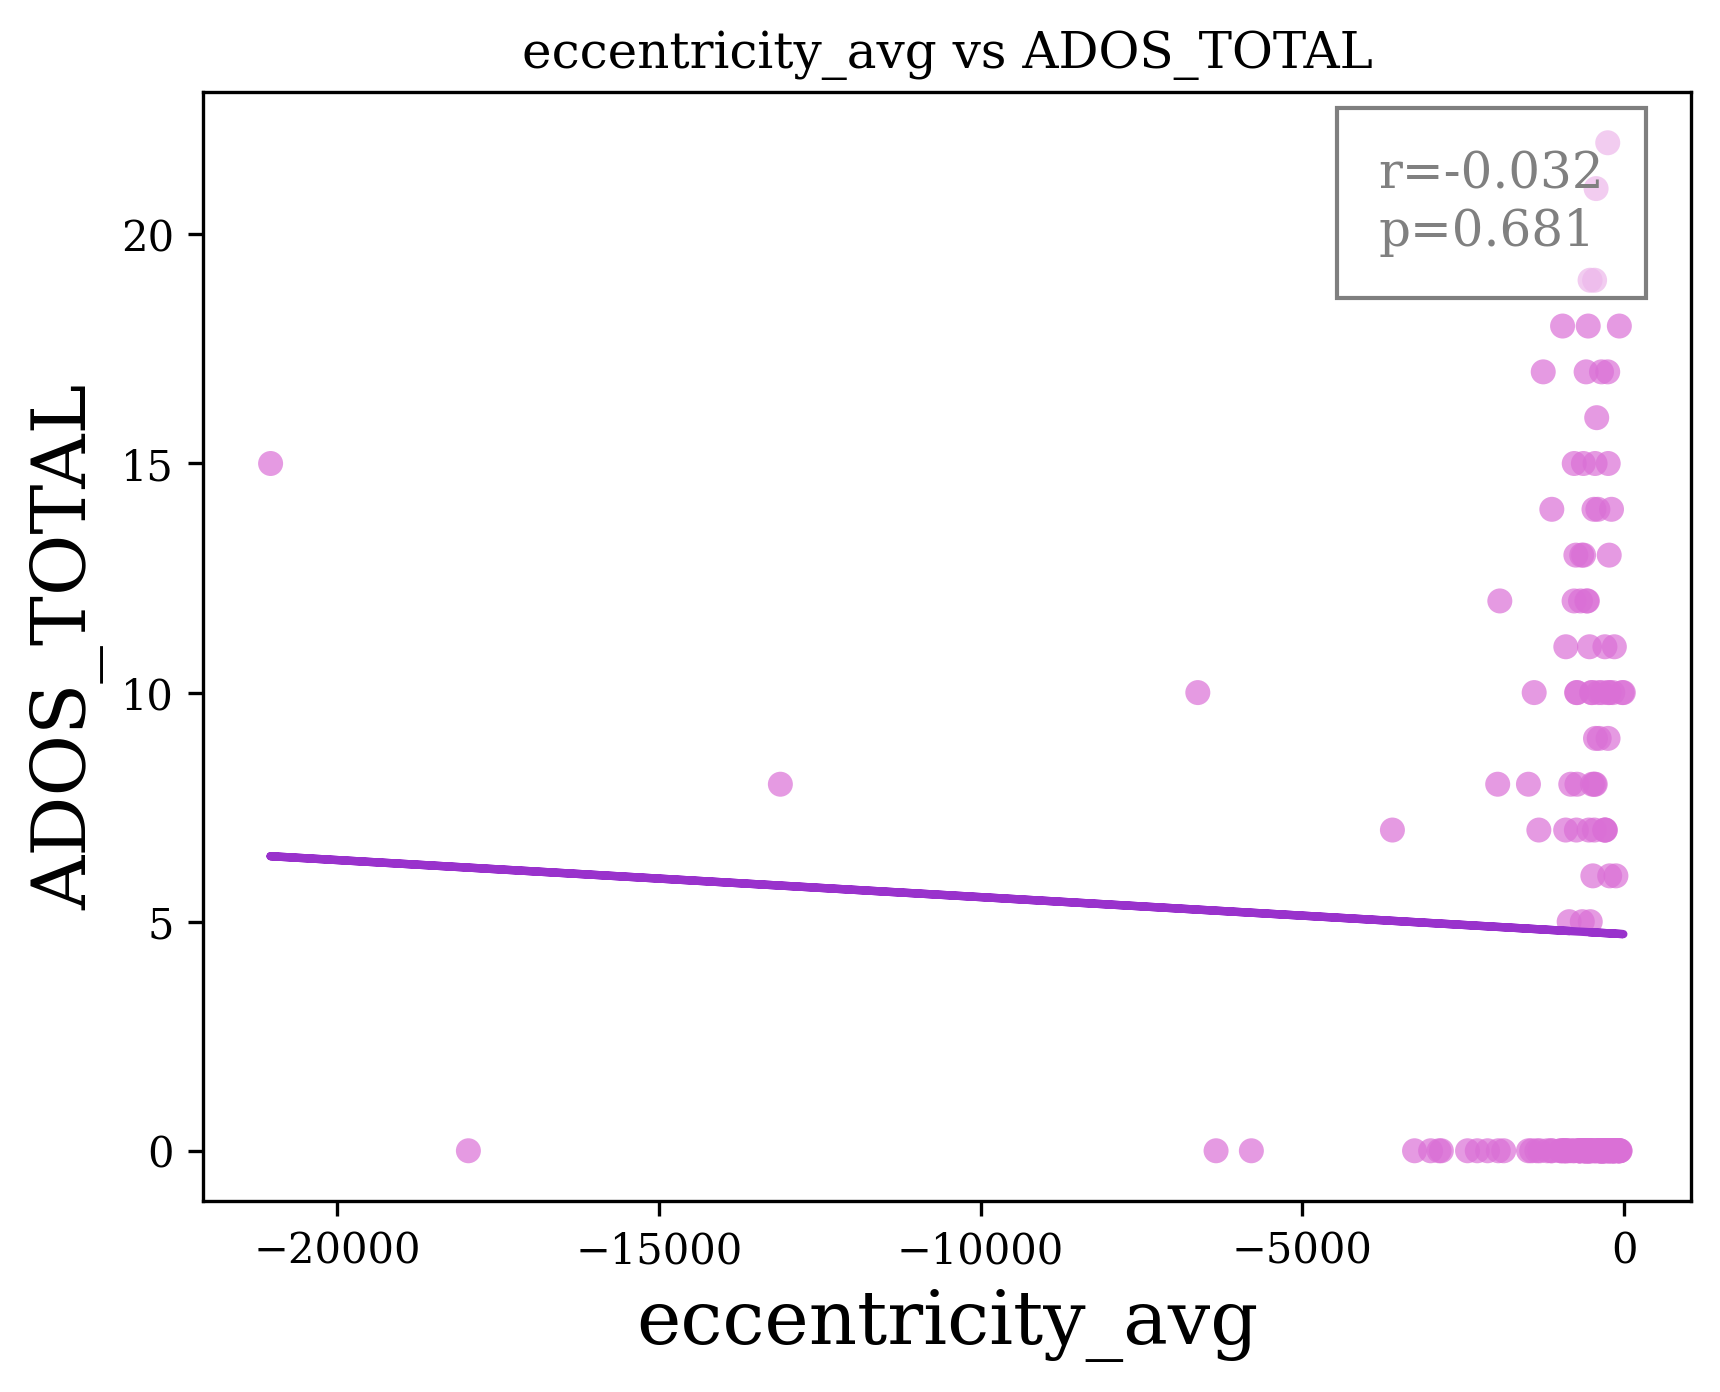 eccentricity_avg vs ADOS_TOTAL
r=-0.032
p=0.681
ADOS_TOTAL
20
15
10
5
0
−20000 −15000 −10000 −5000 0
eccentricity_avg